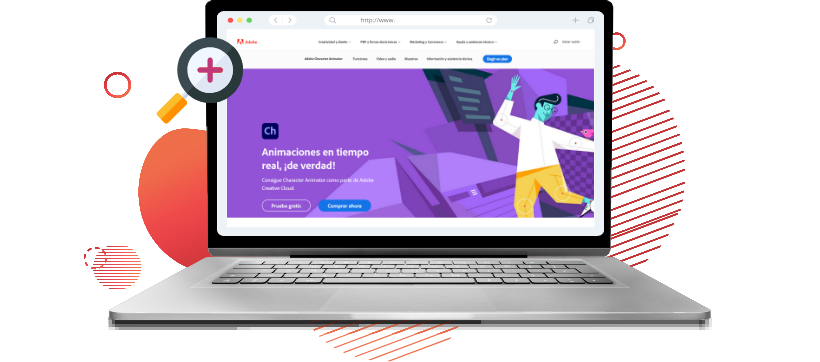 http://www.
Adobe
Creatividad y diseño
PDF y firmas electrónicas
Marketing y comercio
Ayuda y asistencia técnica
Iniciar sesión
Adobe Character Animator
Funciones
Vídeo y audio
Muestras
Información y asistencia técnica
Elegir un plan
Ch
Animaciones en tiempo
real, ¡de verdad!
Consigue Character Animator como parte de Adobe
Creative Cloud.
Pruebe gratis
Comprar ahora